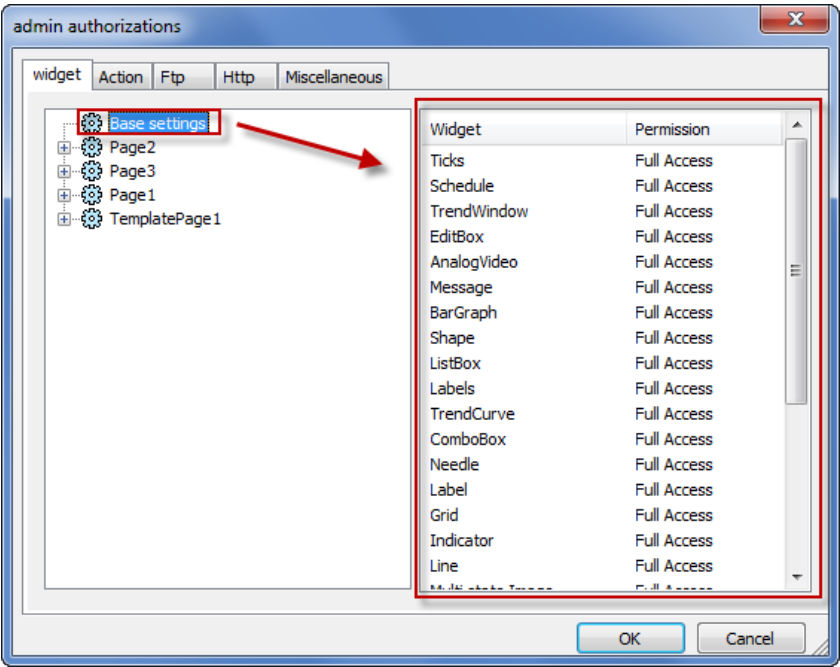 admin authorizations
widget Action Ftp Http Miscellaneous
Base settings
Page2
Page3
Page1
TemplatePage1
Widget Permission
Ticks Full Access
Schedule Full Access
TrendWindow Full Access
EditBox Full Access
AnalogVideo Full Access
Message Full Access
BarGraph Full Access
Shape Full Access
ListBox Full Access
Labels Full Access
TrendCurve Full Access
ComboBox Full Access
Needle Full Access
Label Full Access
Grid Full Access
Indicator Full Access
Line Full Access
OK Cancel